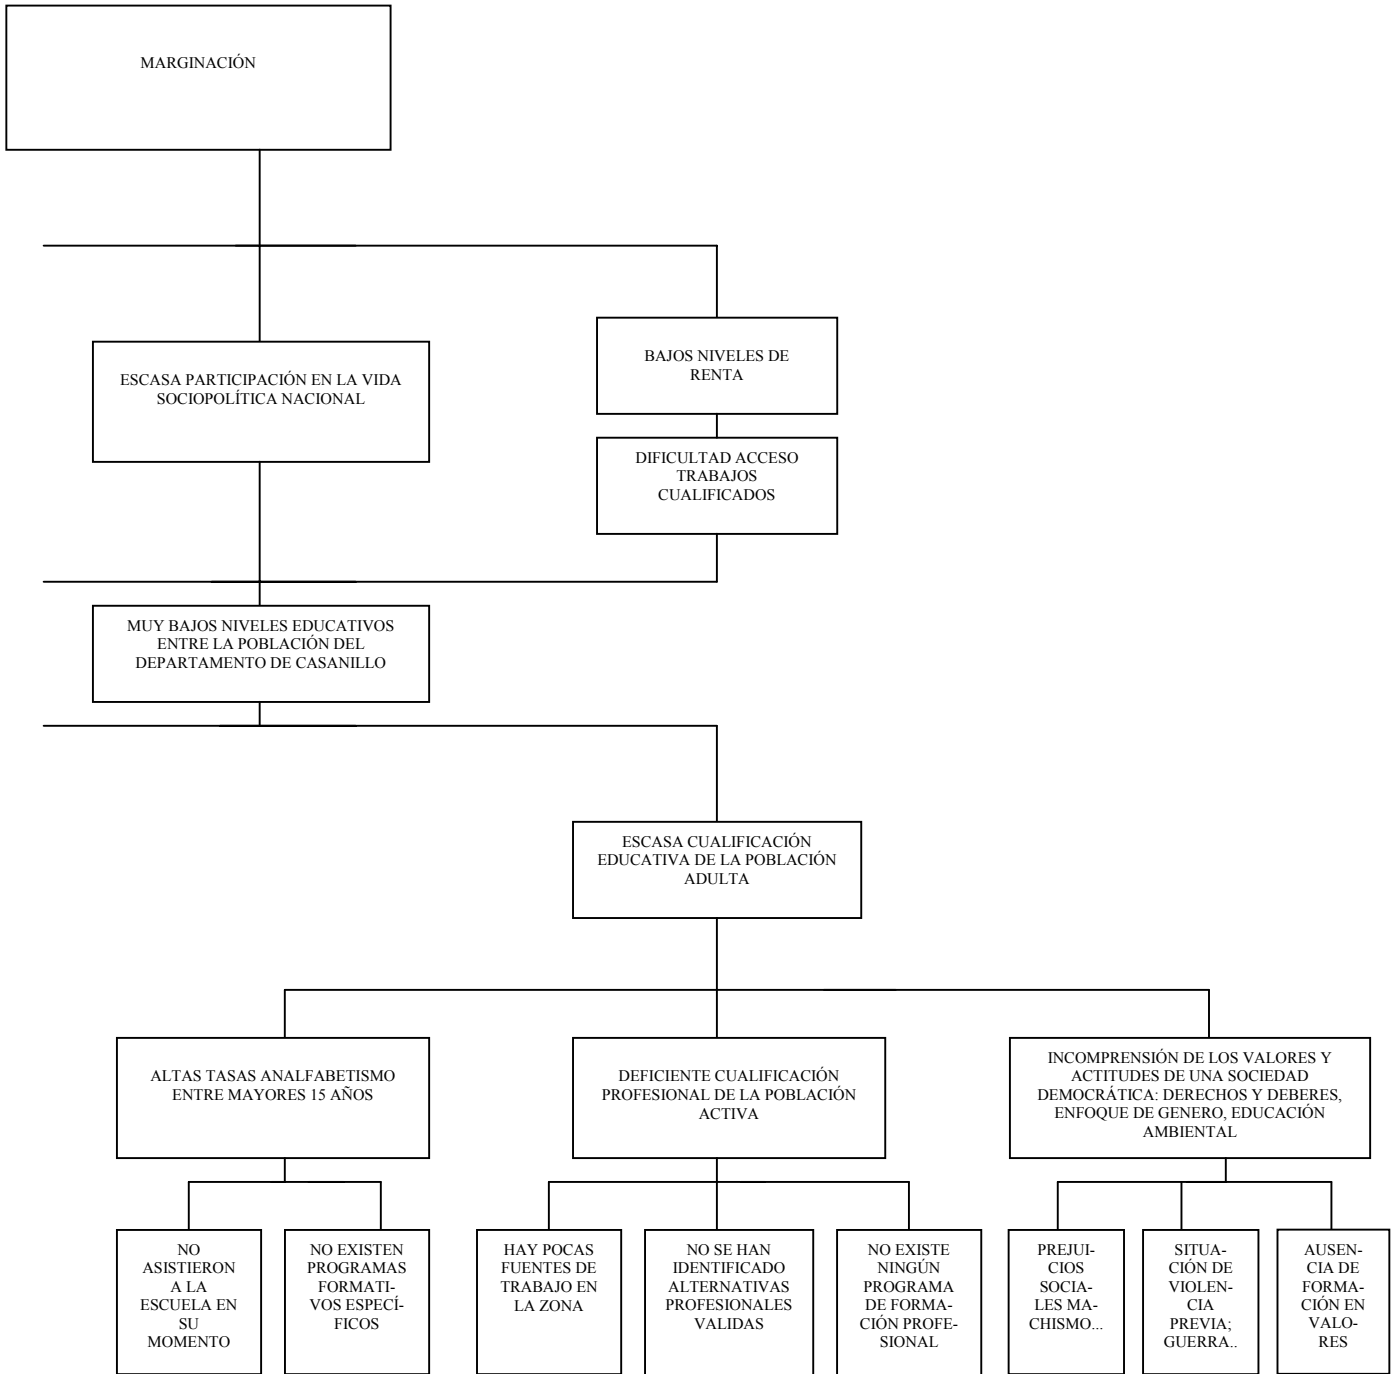 MARGINACIÓN
ESCASA PARTICIPACIÓN EN LA VIDA
SOCIOPOLÍTICA NACIONAL
BAJOS NIVELES DE
RENTA
DIFICULTAD ACCESO
TRABAJOS
CUALIFICADOS
MUY BAJOS NIVELES EDUCATIVOS
ENTRE LA POBLACIÓN DEL
DEPARTAMENTO DE CASANILLO
ESCASA CUALIFICACIÓN
EDUCATIVA DE LA POBLACIÓN
ADULTA
ALTAS TASAS ANALFABETISMO
ENTRE MAYORES 15 AÑOS
DEFICIENTE CUALIFICACIÓN
PROFESIONAL DE LA POBLACIÓN
ACTIVA
INCOMPRENSIÓN DE LOS VALORES Y
ACTITUDES DE UNA SOCIEDAD
DEMOCRÁTICA: DERECHOS Y DEBERES,
ENFOQUE DE GENERO, EDUCACIÓN
AMBIENTAL
NO
ASISTIERON
A LA
ESCUELA EN
SU
MOMENTO
NO EXISTEN
PROGRAMAS
FORMATI-
VOS ESPECÍ-
FICOS
HAY POCAS
FUENTES DE
TRABAJO EN
LA ZONA
NO SE HAN
IDENTIFICADO
ALTERNATIVAS
PROFESIONALES
VALIDAS
NO EXISTE
NINGÚN
PROGRAMA
DE FORMA-
CIÓN PROFE-
SIONAL
PREJUI-
CIOS
SOCIA-
LES MA-
CHISMO...
SITUA-
CIÓN DE
VIOLEN-
CIA
PREVIA;
GUERRA..
AUSEN-
CIA DE
FORMA-
CIÓN EN
VALO-
RES